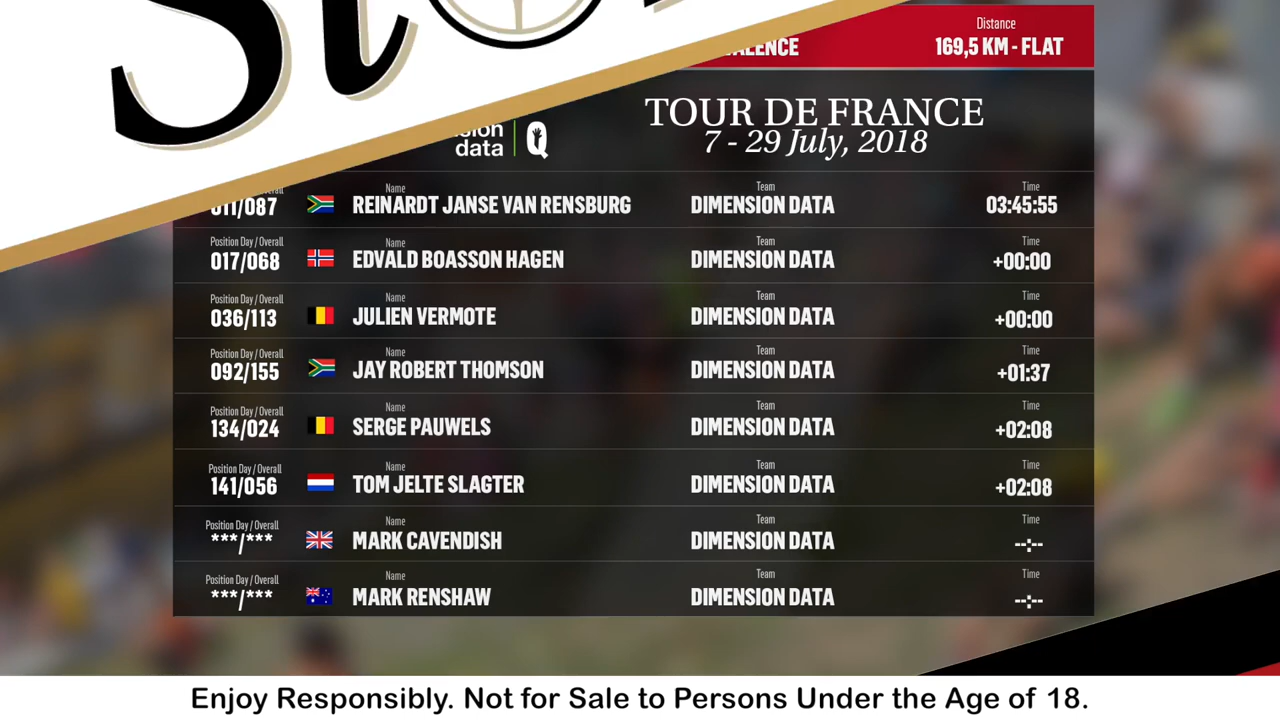 Distance
169,5 KM - FLAT
TOUR DE FRANCE
7 - 29 July, 2018
data
Name Team Time
011/087 REINARDT JANSE VAN RENSBURG DIMENSION DATA 03:45:55
Position Day / Overall Name Team Time
017/068 EDVALD BOASSON HAGEN DIMENSION DATA +00:00
Position Day / Overall Name Team Time
036/113 JULIEN VERMOTE DIMENSION DATA +00:00
Position Day / Overall Name Team Time
092/155 JAY ROBERT THOMSON DIMENSION DATA +01:37
Position Day / Overall Name Team Time
134/024 SERGE PAUWELS DIMENSION DATA +02:08
Position Day / Overall Name Team Time
141/056 TOM JELTE SLAGTER DIMENSION DATA +02:08
Position Day / Overall Name Team Time
***/*** MARK CAVENDISH DIMENSION DATA --:--
Position Day / Overall Name Team Time
***/*** MARK RENSHAW DIMENSION DATA --:--
Enjoy Responsibly. Not for Sale to Persons Under the Age of 18.